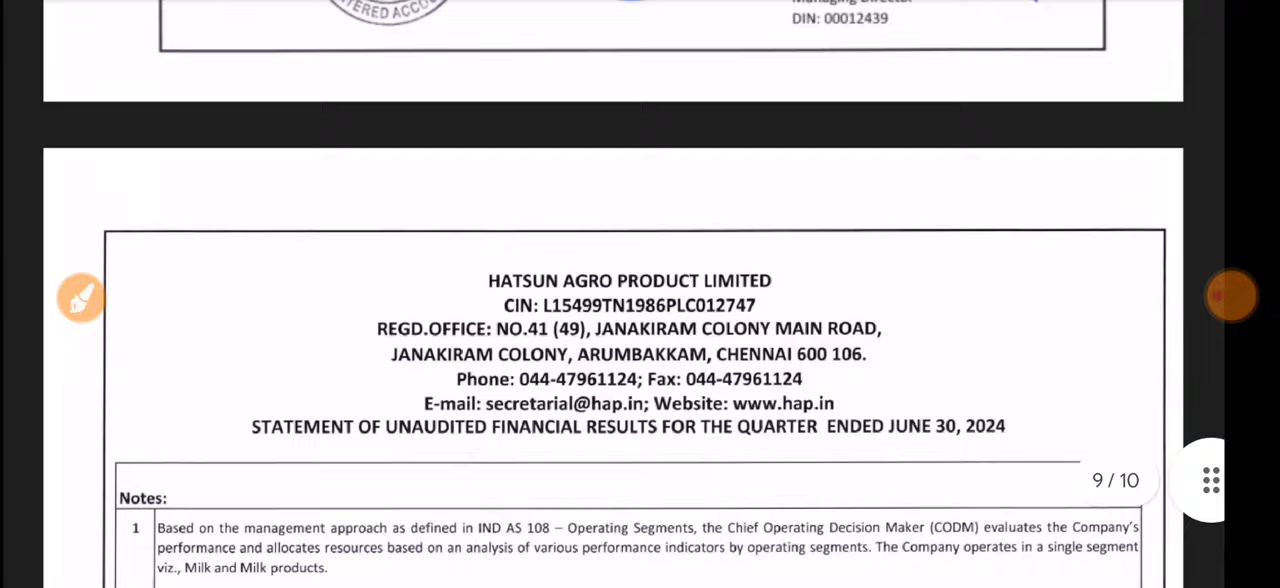 DIN: 00012439
HATSUN AGRO PRODUCT LIMITED
CIN: L15499TN1986PLC012747
REGD.OFFICE: NO.41 (49), JANAKIRAM COLONY MAIN ROAD,
JANAKIRAM COLONY, ARUMBAKKAM, CHENNAI 600 106.
Phone: 044-47961124; Fax: 044-47961124
E-mail: secretarial@hap.in; Website: www.hap.in
STATEMENT OF UNAUDITED FINANCIAL RESULTS FOR THE QUARTER ENDED JUNE 30, 2024
9 / 10
Notes:
1 Based on the management approach as defined in IND AS 108 – Operating Segments, the Chief Operating Decision Maker (CODM) evaluates the Company's
performance and allocates resources based on an analysis of various performance indicators by operating segments. The Company operates in a single segment
viz., Milk and Milk products.